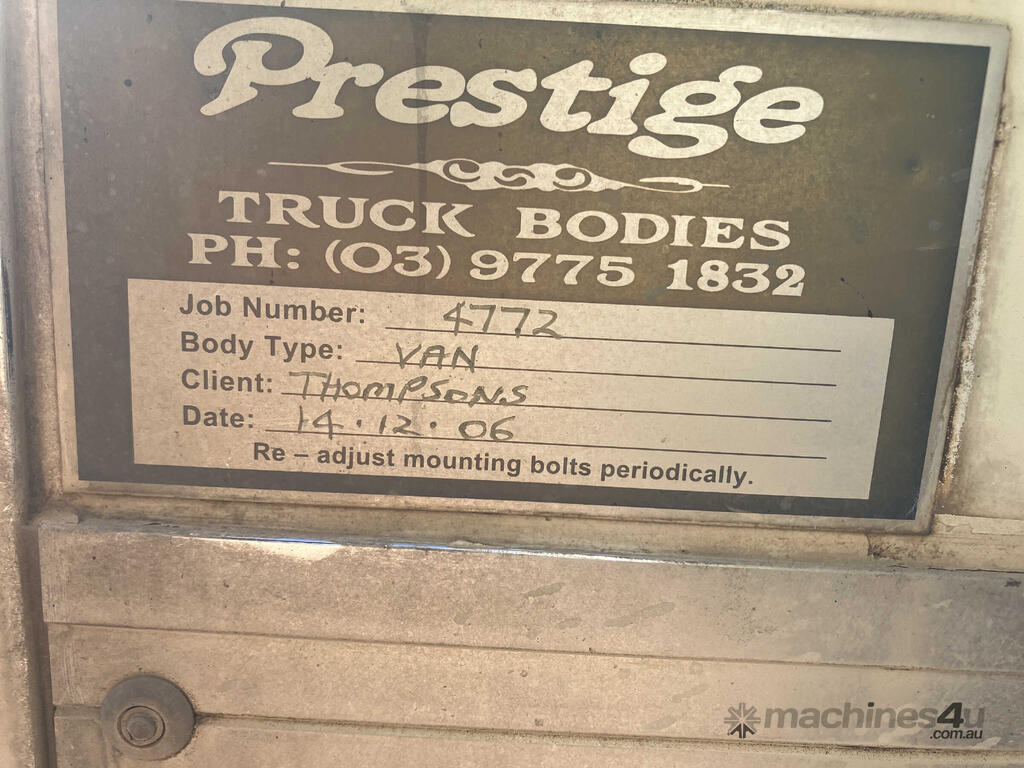 Prestige
TRUCK BODIES
PH: (03) 9775 1832
Job Number: 4772
Body Type: VAN
Client: THOMPSONS
Date: 14.12.06
Re – adjust mounting bolts periodically.
machines4u
.com.au